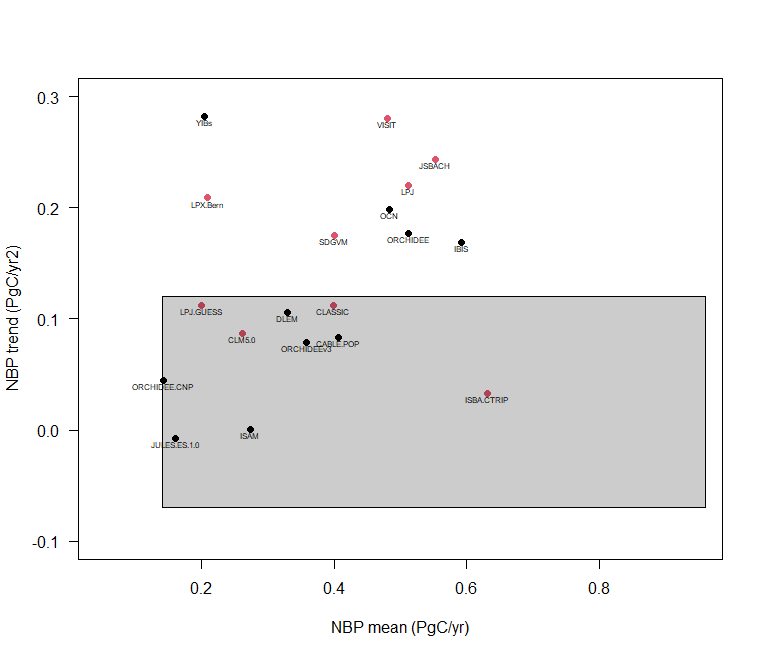 0.3
YIBs
VISIT
JSBACH
LPJ
LPX.Bern
0.2
OCN
ORCHIDEE
SDGVM
IBIS
NBP trend (PgC/yr2)
LPJ.GUESS
CLASSIC
0.1
DLEM
CLM5.0
CABLE.POP
ORCHIDEEv3
ORCHIDEE.CNP
ISBA.CTRIP
0.0
ISAM
JULES.ES.1.0
-0.1
0.2 0.4 0.6 0.8
NBP mean (PgC/yr)